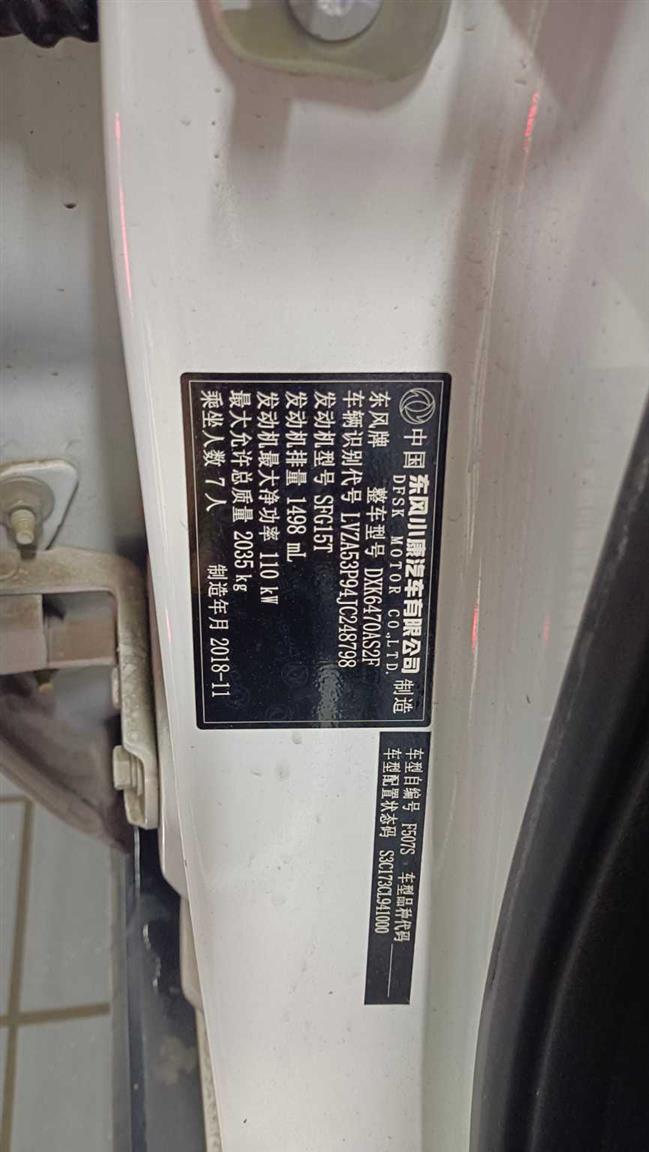 中国 东风小康汽车有限公司 制造
DFSK MOTOR CO.,LTD.
东风牌 整车型号 DXK6470AS2F
车辆识别代号 LVZA53P94JC248798
发动机型号 SFG15T
发动机排量 1498 mL
发动机最大净功率 110 kW
最大允许总质量 2035 kg
乘坐人数 7 人 制造年月 2018-11
车型自编号 F507S 车型品种代码
车型配置状态码 S3C173CL941000